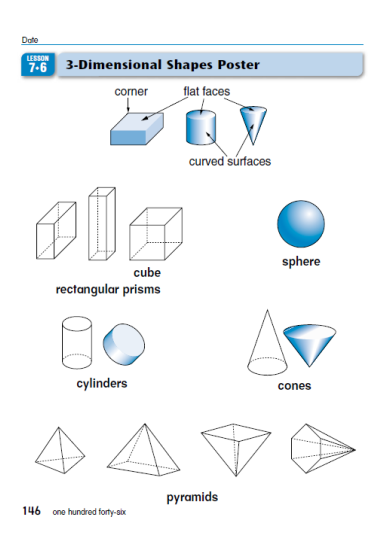 Date
LESSON
7•6
3-Dimensional Shapes Poster
corner
flat faces
curved surfaces
cube
rectangular prisms
sphere
cylinders
cones
pyramids
146 one hundred forty-six